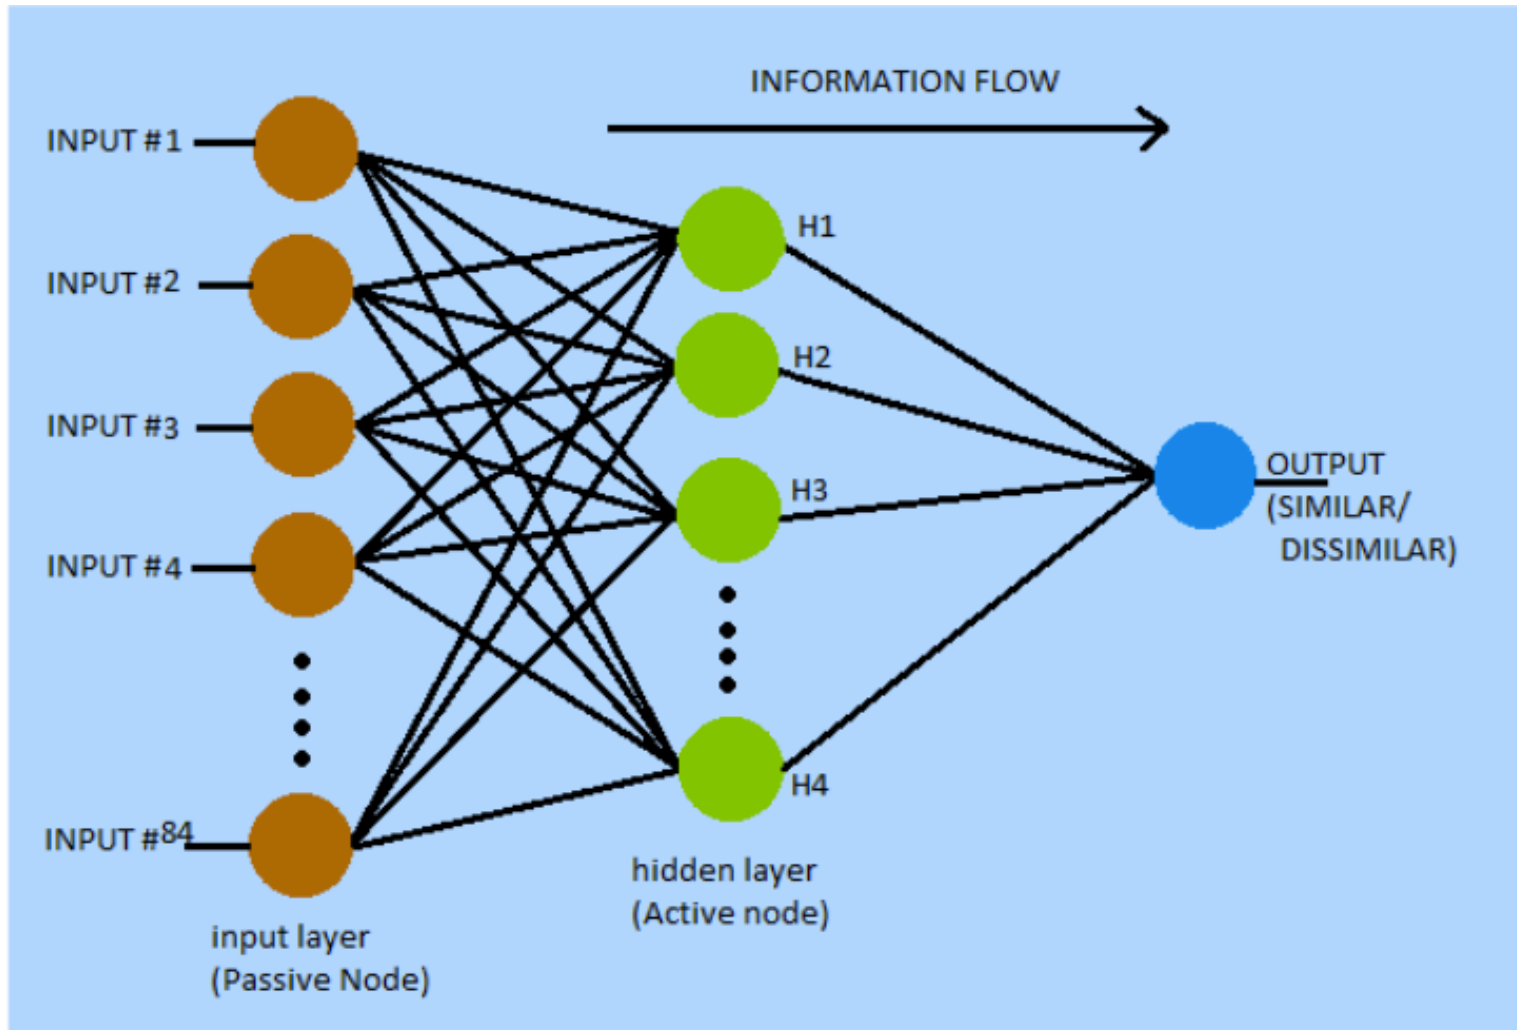 INFORMATION FLOW
INPUT #1
INPUT #2
INPUT #3
INPUT #4
INPUT #84
input layer
(Passive Node)
H1
H2
H3
H4
hidden layer
(Active node)
OUTPUT
(SIMILAR/
DISSIMILAR)